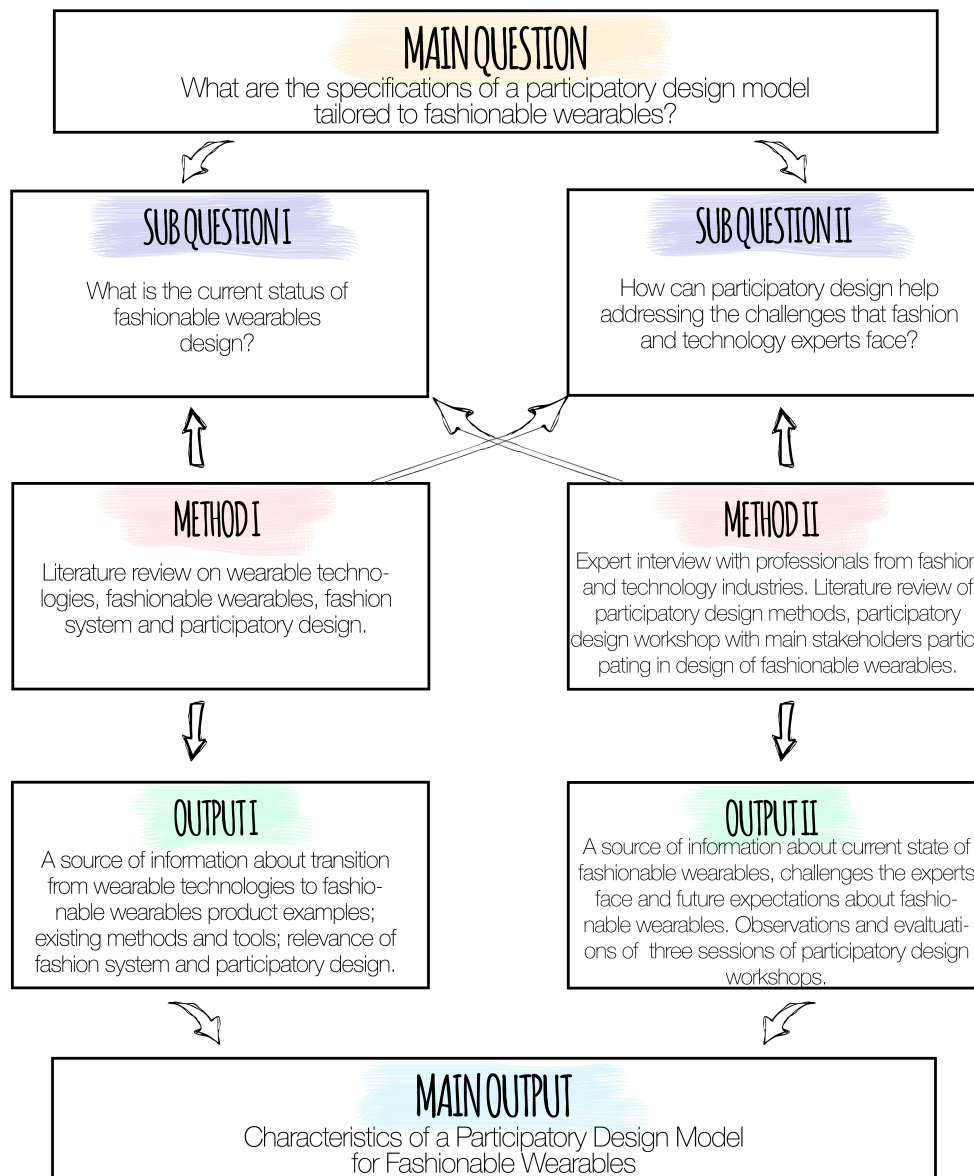 MAIN QUESTION
What are the specifications of a participatory design model
tailored to fashionable wearables?
SUB QUESTION I
What is the current status of
fashionable wearables
design?
SUB QUESTION II
How can participatory design help
addressing the challenges that fashion
and technology experts face?
METHOD I
Literature review on wearable techno-
logies, fashionable wearables, fashion
system and participatory design.
METHOD II
Expert interview with professionals from fashion
and technology industries. Literature review of
participatory design methods, participatory
design workshop with main stakeholders partici
pating in design of fashionable wearables.
OUTPUT I
A source of information about transition
from wearable technologies to fashio-
nable wearables product examples;
existing methods and tools; relevance of
fashion system and participatory design.
OUTPUT II
A source of information about current state of
fashionable wearables, challenges the experts
face and future expectations about fashio-
nable wearables. Observations and evaltuati-
ons of three sessions of participatory design
workshops.
MAIN OUTPUT
Characteristics of a Participatory Design Model
for Fashionable Wearables